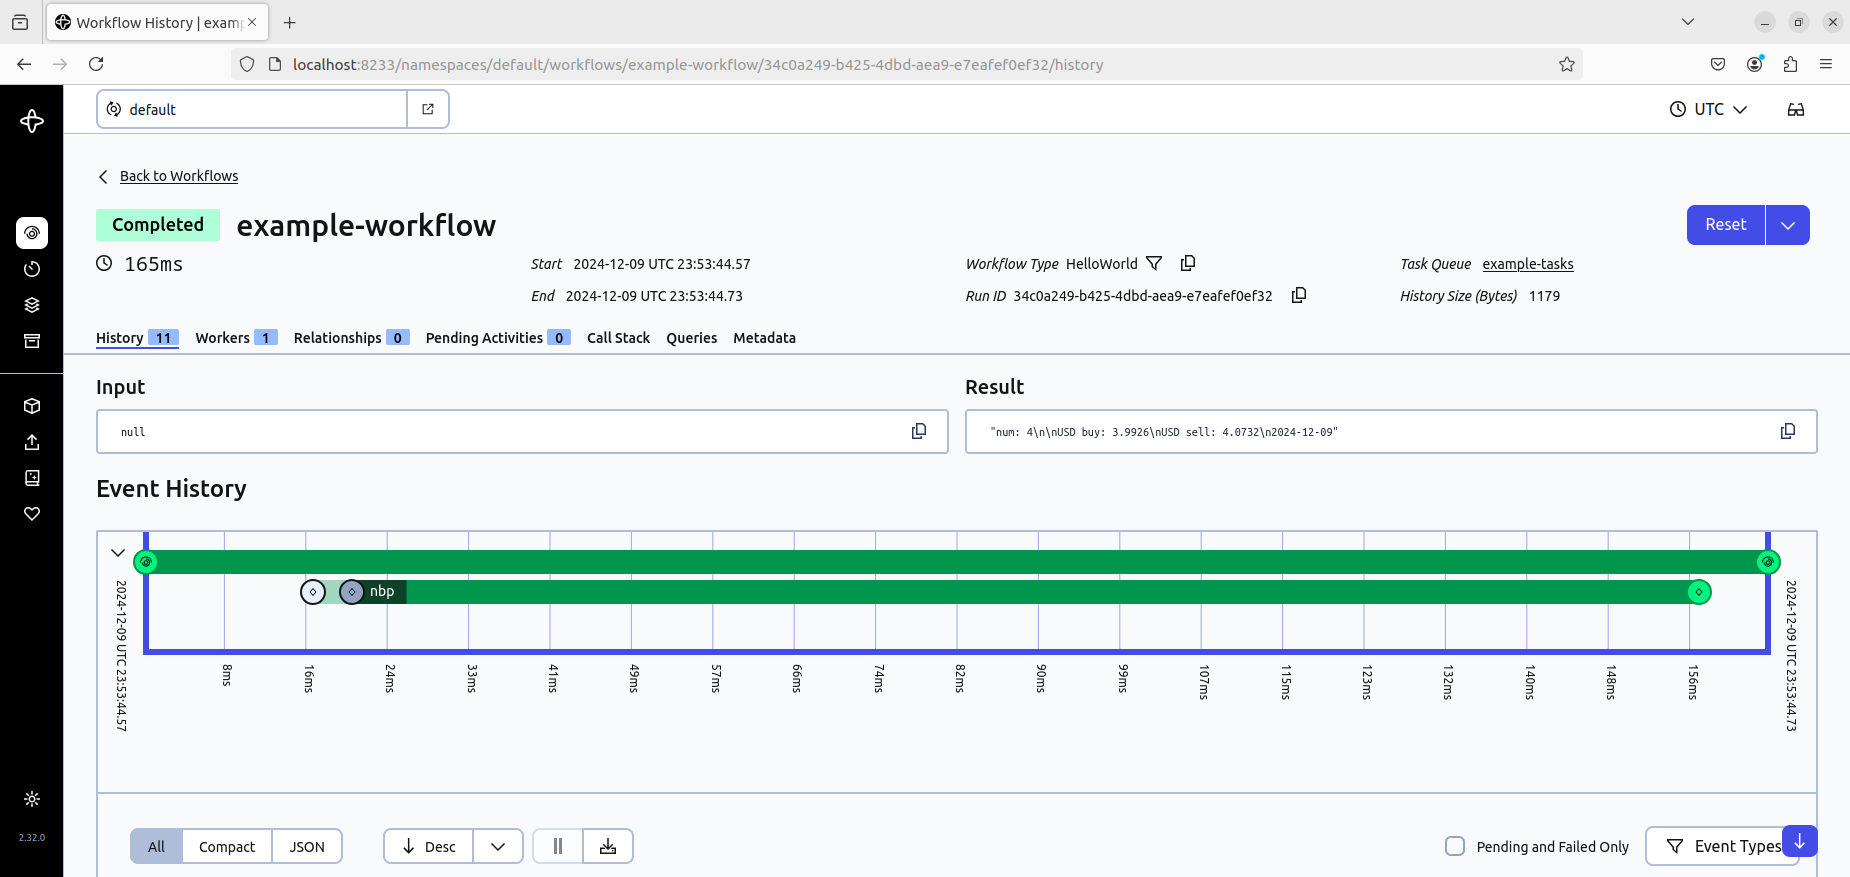 Workflow History | exam
localhost:8233/namespaces/default/workflows/example-workflow/34c0a249-b425-4dbd-aea9-e7eafef0ef32/history
default
UTC
Back to Workflows
Completed example-workflow
Reset
165ms
Start 2024-12-09 UTC 23:53:44.57
Workflow Type HelloWorld
Task Queue example-tasks
End 2024-12-09 UTC 23:53:44.73
Run ID 34c0a249-b425-4dbd-aea9-e7eafef0ef32
History Size (Bytes) 1179
History 11 Workers 1 Relationships 0 Pending Activities 0 Call Stack Queries Metadata
Input
Result
null
"num: 4\n\nUSD buy: 3.9926\nUSD sell: 4.0732\n2024-12-09"
Event History
nbp
2024-12-09 UTC 23:53:44.57
8ms 16ms 24ms 33ms 41ms 49ms 57ms 66ms 74ms 82ms 90ms 99ms 107ms 115ms 123ms 132ms 140ms 148ms 156ms
2024-12-09 UTC 23:53:44.73
2.32.0
All Compact JSON
Desc
Pending and Failed Only
Event Types